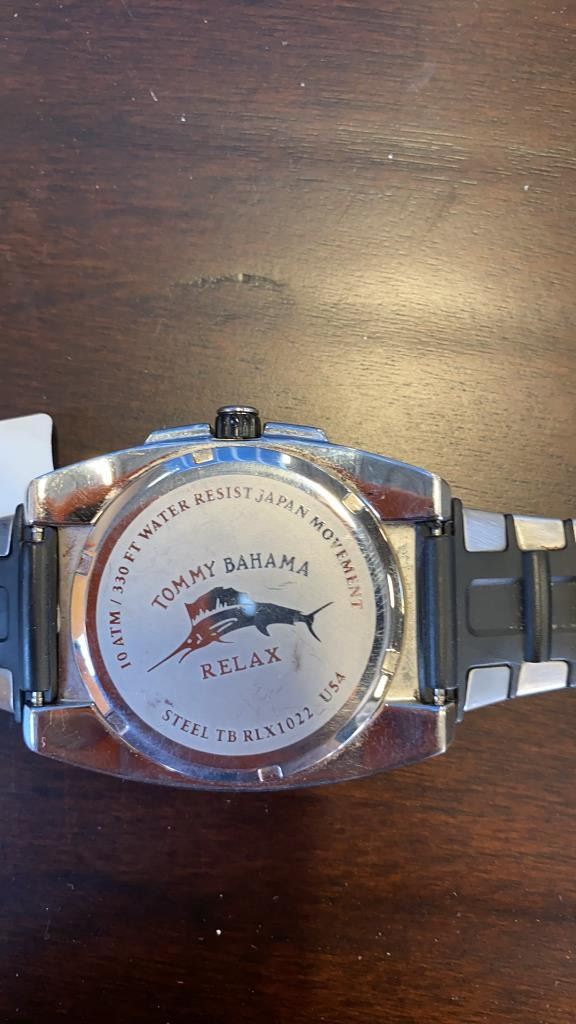 10 ATM / 330 FT WATER RESIST JAPAN MOVEMENT
TOMMY BAHAMA
RELAX
STEEL TB RLX1022 USA